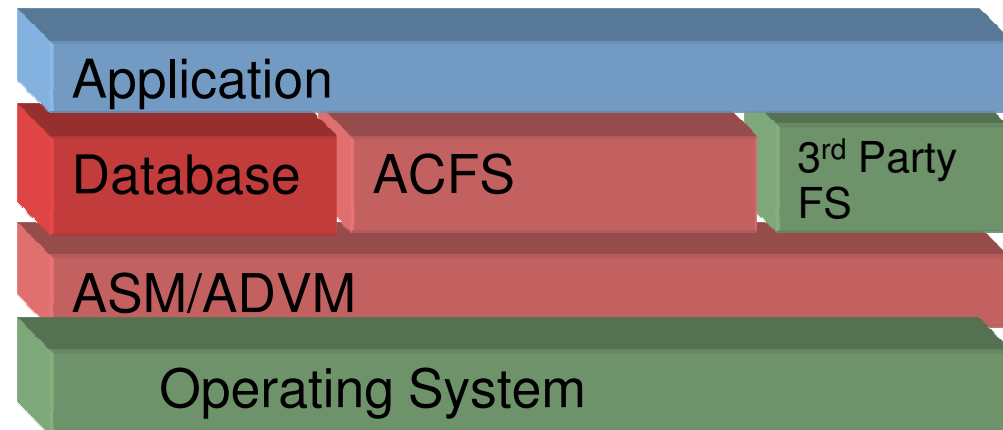 Application
Database
ACFS
3rd Party
FS
ASM/ADVM
Operating System